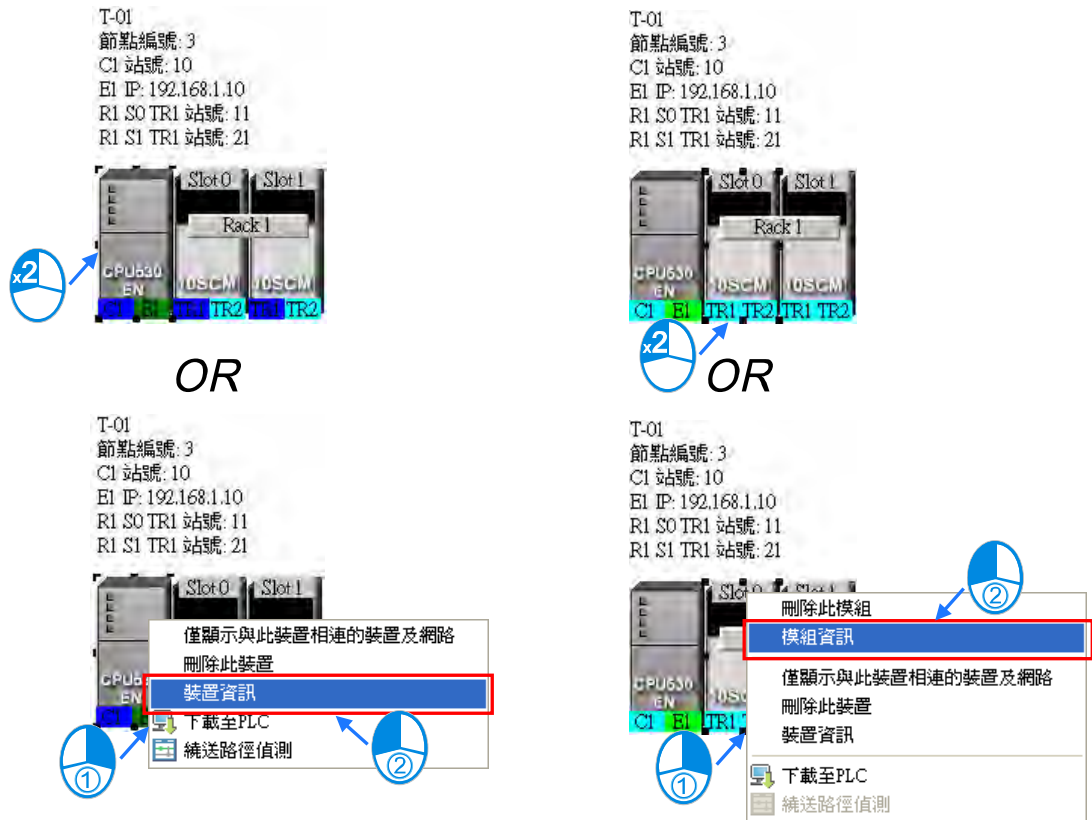 T-01
節點編號: 3
C1 站號: 10
E1 IP: 192.168.1.10
R1 S0 TR1 站號: 11
R1 S1 TR1 站號: 21
Slot 0 Slot 1
Rack 1
x2
CPU530 EN 10SCM 10SCM
C1 E1 TR1 TR2 TR1 TR2
OR
T-01
節點編號: 3
C1 站號: 10
E1 IP: 192.168.1.10
R1 S0 TR1 站號: 11
R1 S1 TR1 站號: 21
Slot 0 Slot 1
Rack 1
CPU530 EN 10SCM 10SCM
C1 E1 TR1 TR2 TR1 TR2
x2
OR
T-01
節點編號: 3
C1 站號: 10
E1 IP: 192.168.1.10
R1 S0 TR1 站號: 11
R1 S1 TR1 站號: 21
Slot 0 Slot 1
僅顯示與此裝置相連的裝置及網路
刪除此裝置
裝置資訊
下載至PLC
繞送路徑偵測
EN
C1
①
②
T-01
節點編號: 3
C1 站號: 10
E1 IP: 192.168.1.10
R1 S0 TR1 站號: 11
R1 S1 TR1 站號: 21
②
刪除此模組
模組資訊
僅顯示與此裝置相連的裝置及網路
刪除此裝置
裝置資訊
下載至PLC
繞送路徑偵測
CPU530 EN
C1 E1 TR1
①